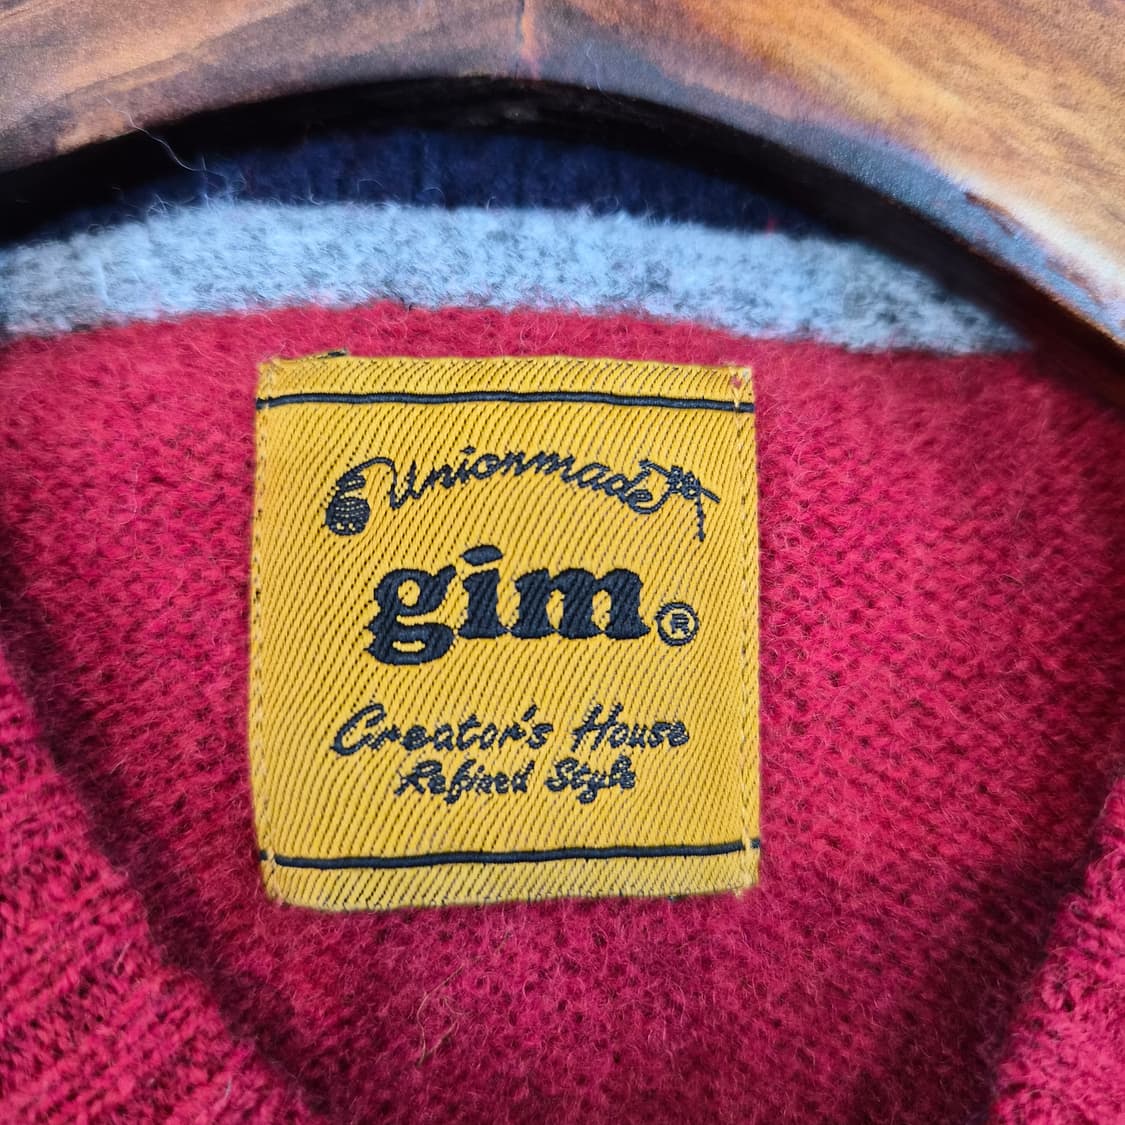 Unionmade
gim®
Creator's House
Refined Style